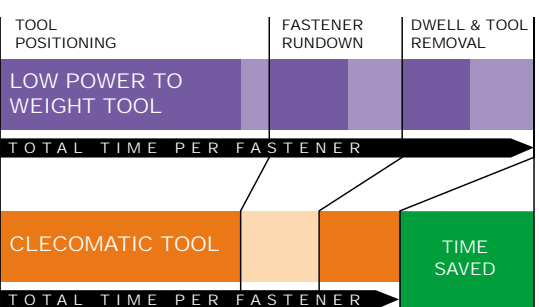 TOOL
POSITIONING
FASTENER
RUNDOWN
DWELL & TOOL
REMOVAL
LOW POWER TO
WEIGHT TOOL
TOTAL TIME PER FASTENER
CLECOMATIC TOOL
TIME
SAVED
TOTAL TIME PER FASTENER